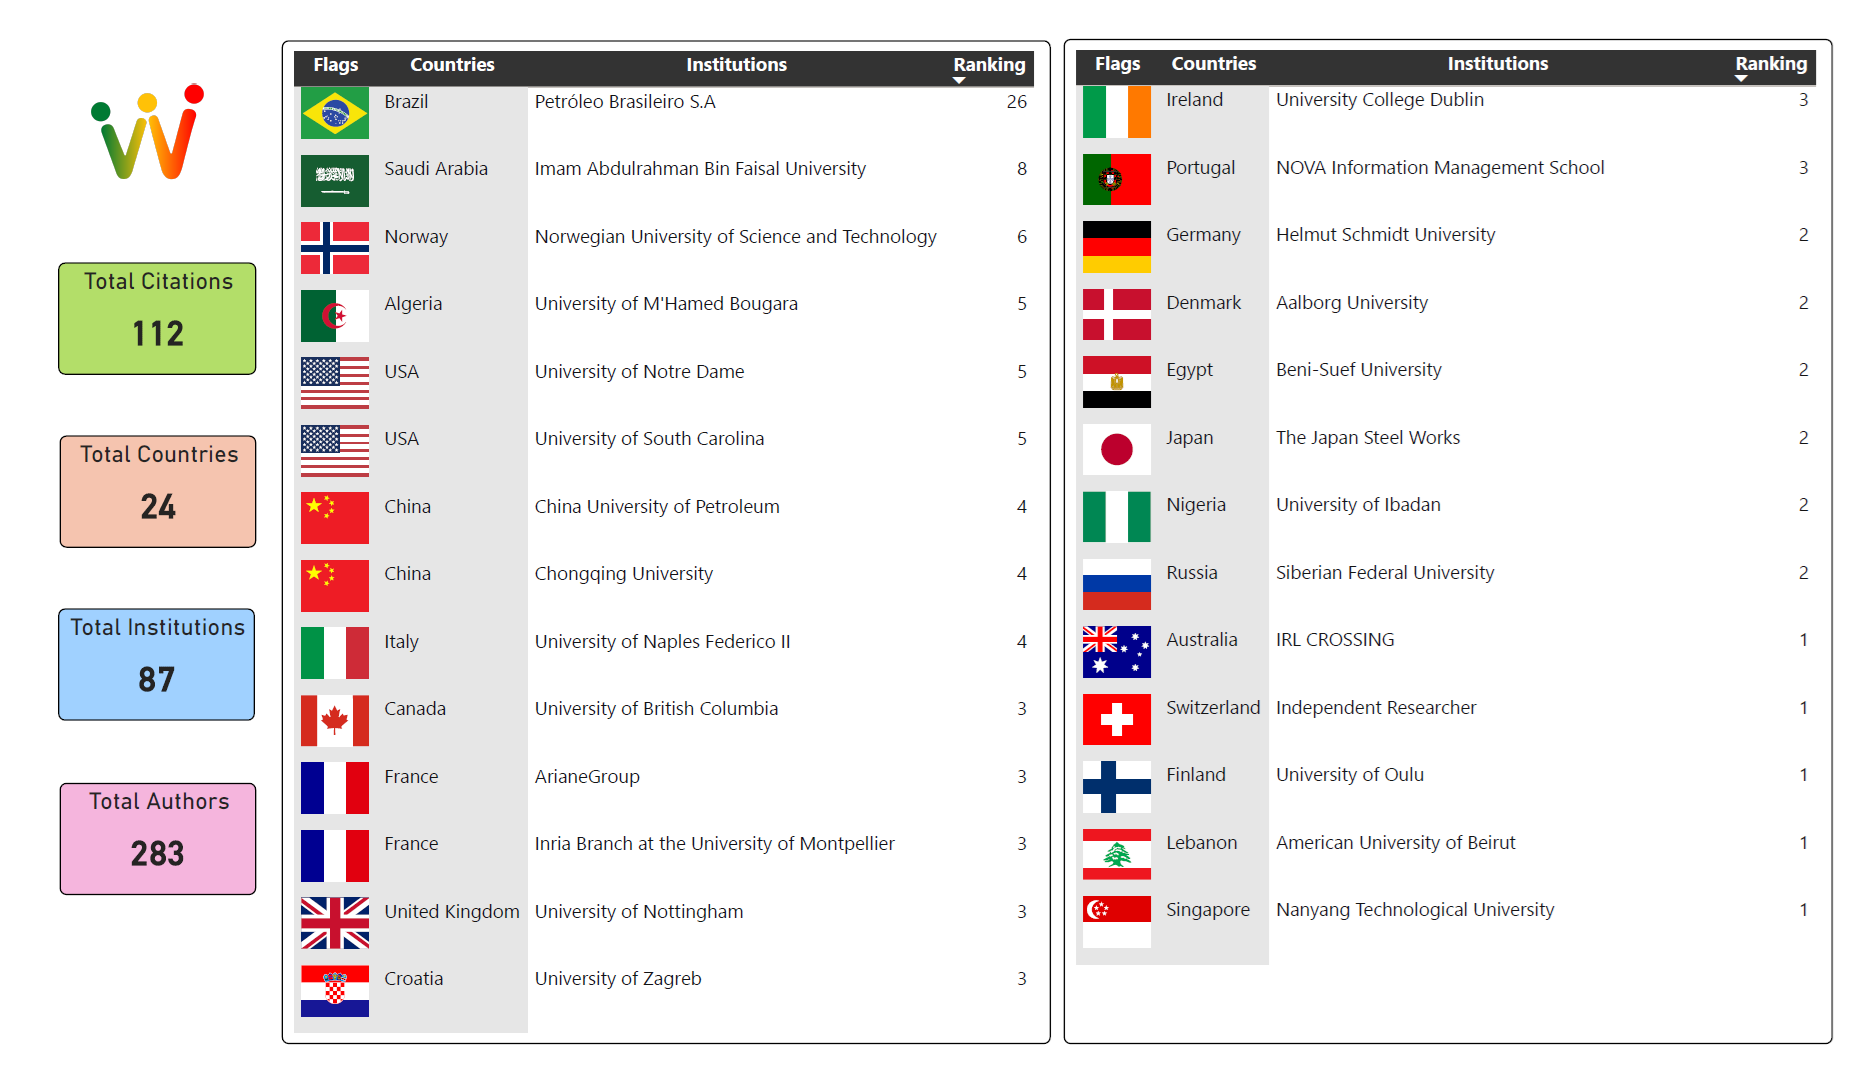 Total Citations
112
Total Countries
24
Total Institutions
87
Total Authors
283
Flags Countries Institutions Ranking
Brazil Petróleo Brasileiro S.A 26
Saudi Arabia Imam Abdulrahman Bin Faisal University 8
Norway Norwegian University of Science and Technology 6
Algeria University of M'Hamed Bougara 5
USA University of Notre Dame 5
USA University of South Carolina 5
China China University of Petroleum 4
China Chongqing University 4
Italy University of Naples Federico II 4
Canada University of British Columbia 3
France ArianeGroup 3
France Inria Branch at the University of Montpellier 3
United Kingdom University of Nottingham 3
Croatia University of Zagreb 3
Flags Countries Institutions Ranking
Ireland University College Dublin 3
Portugal NOVA Information Management School 3
Germany Helmut Schmidt University 2
Denmark Aalborg University 2
Egypt Beni-Suef University 2
Japan The Japan Steel Works 2
Nigeria University of Ibadan 2
Russia Siberian Federal University 2
Australia IRL CROSSING 1
Switzerland Independent Researcher 1
Finland University of Oulu 1
Lebanon American University of Beirut 1
Singapore Nanyang Technological University 1